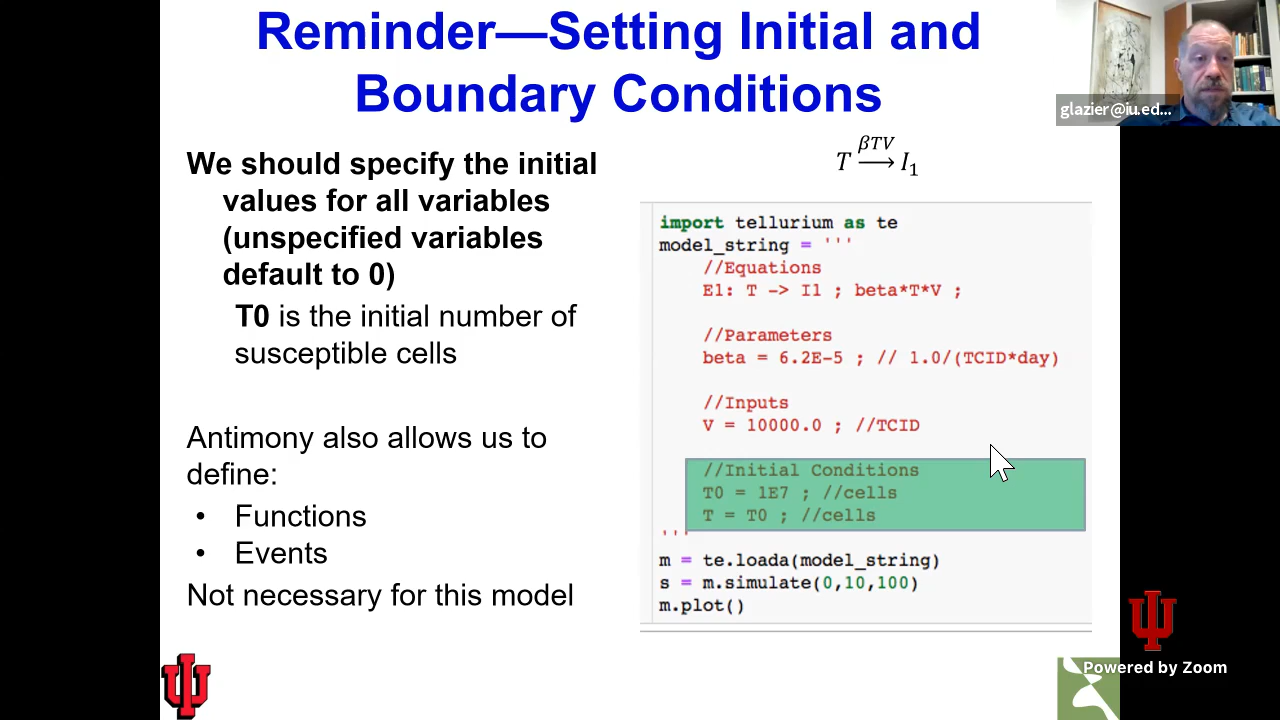 Reminder—Setting Initial and
Boundary Conditions
glazier@iu.ed...
We should specify the initial
values for all variables
(unspecified variables
default to 0)
T0 is the initial number of
susceptible cells
Antimony also allows us to
define:
• Functions
• Events
Not necessary for this model
βTV
T → I₁
import tellurium as te
model_string = '''
//Equations
E1: T -> I1 ; beta*T*V ;
//Parameters
beta = 6.2E-5 ; // 1.0/(TCID*day)
//Inputs
V = 10000.0 ; //TCID
//Initial Conditions
T0 = 1E7 ; //cells
T = T0 ; //cells
'''
m = te.loada(model_string)
s = m.simulate(0,10,100)
m.plot()
Powered by Zoom